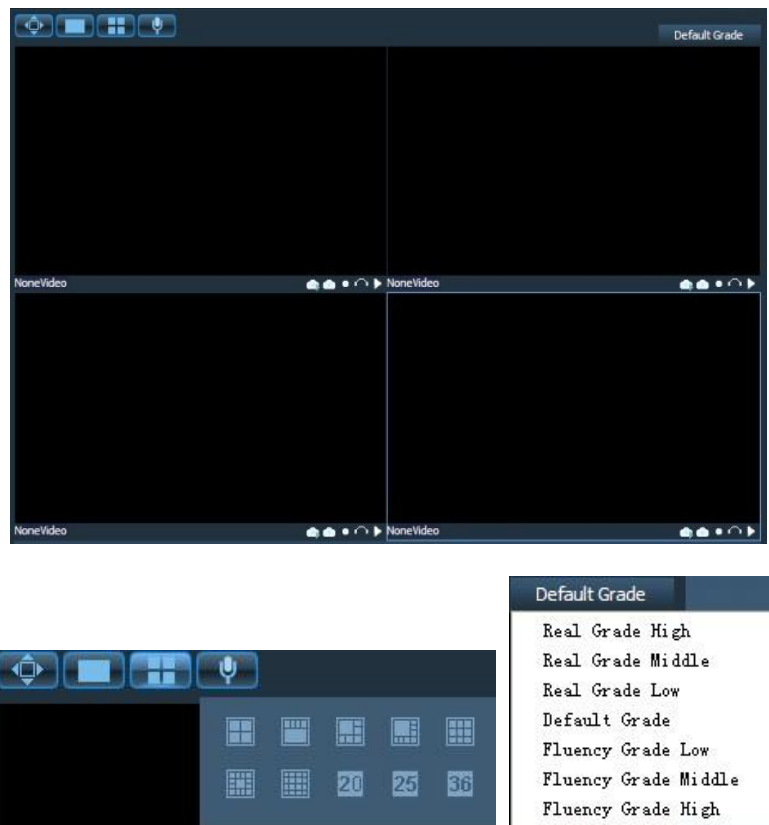 Default Grade
NoneVideo
NoneVideo
NoneVideo
NoneVideo
Default Grade
Real Grade High
Real Grade Middle
Real Grade Low
Default Grade
Fluency Grade Low
20 25 36
Fluency Grade Middle
Fluency Grade High